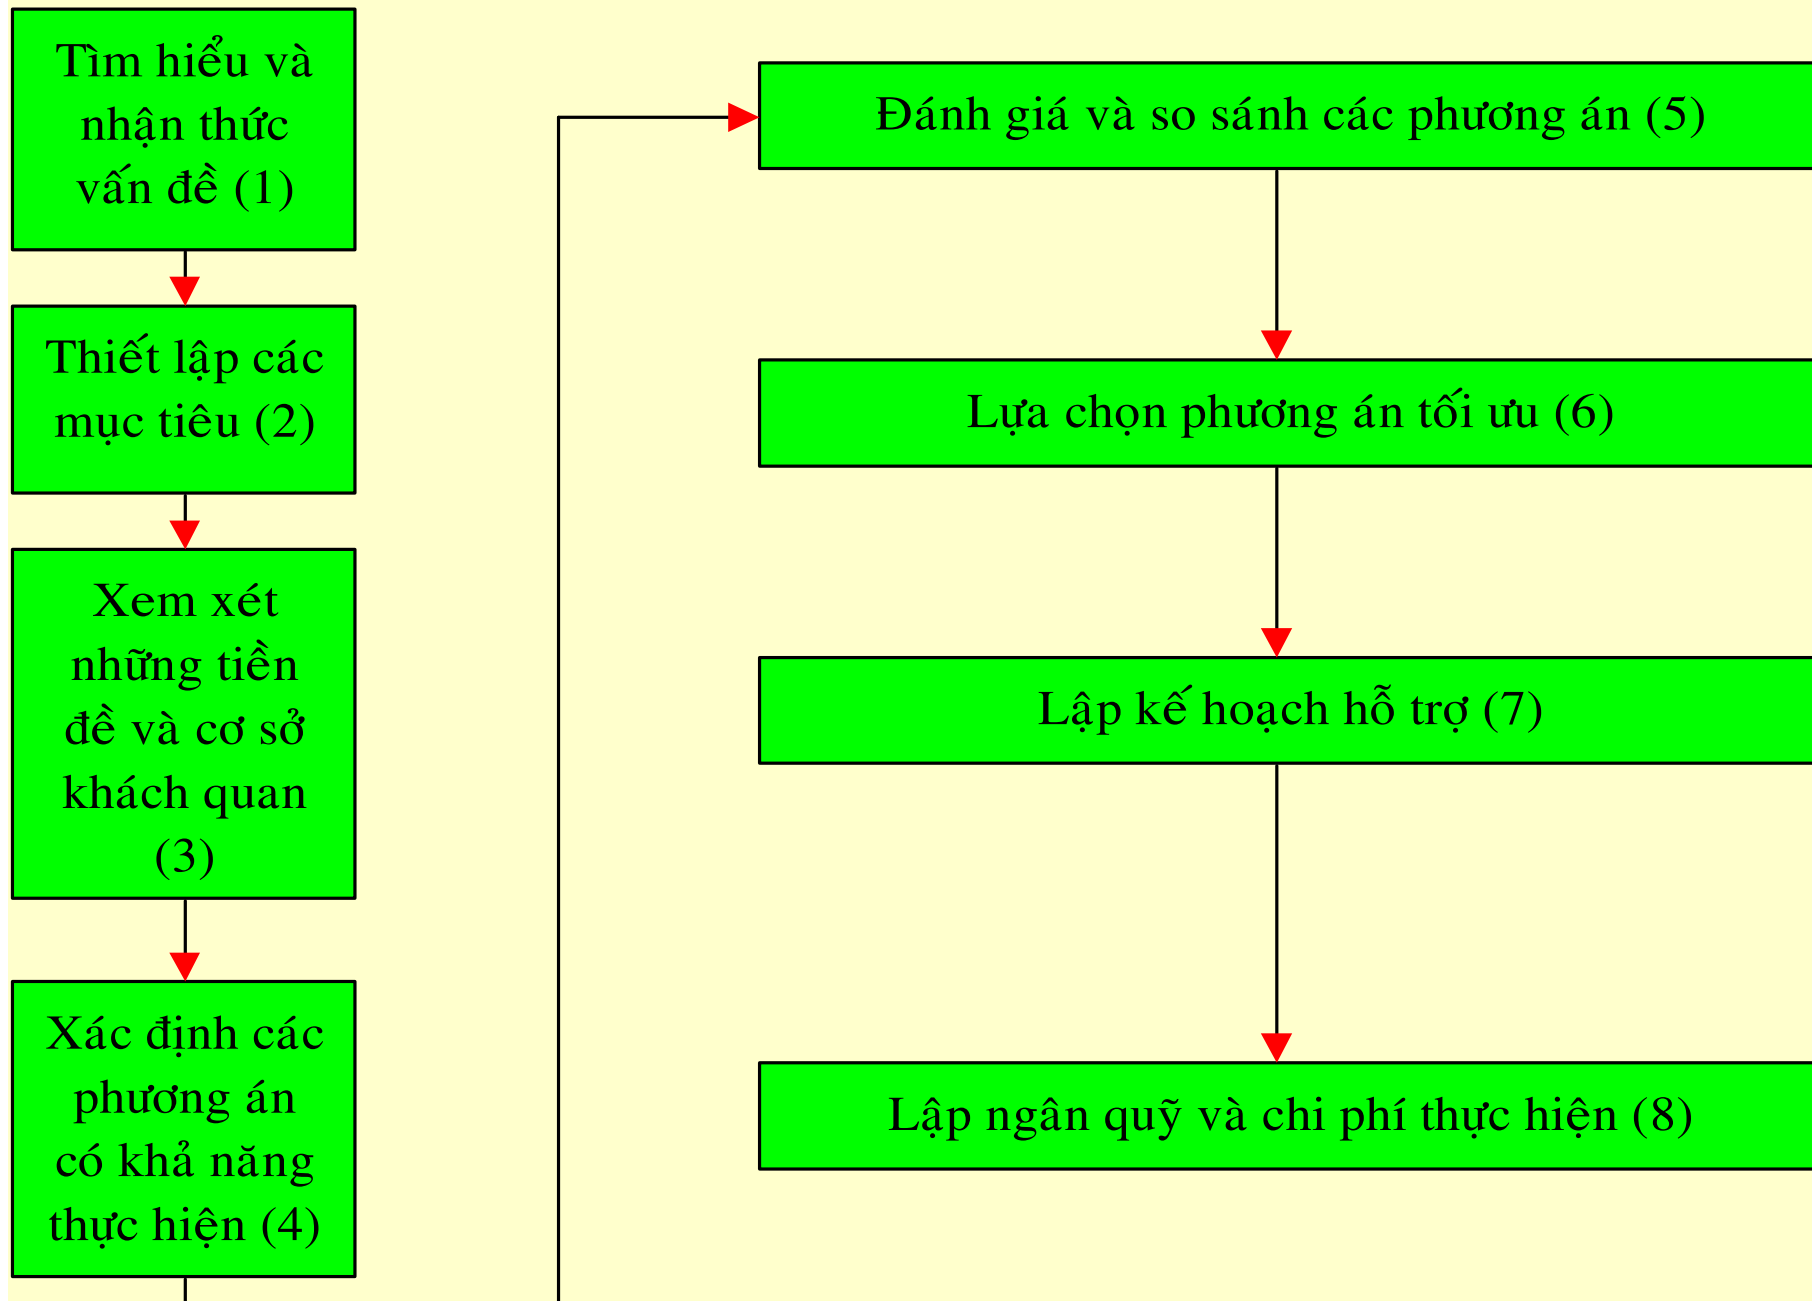 Tìm hiểu và
nhận thức
vấn đề (1)
Thiết lập các
mục tiêu (2)
Xem xét
những tiền
đề và cơ sở
khách quan
(3)
Xác định các
phương án
có khả năng
thực hiện (4)
Đánh giá và so sánh các phương án (5)
Lựa chọn phương án tối ưu (6)
Lập kế hoạch hỗ trợ (7)
Lập ngân quỹ và chi phí thực hiện (8)